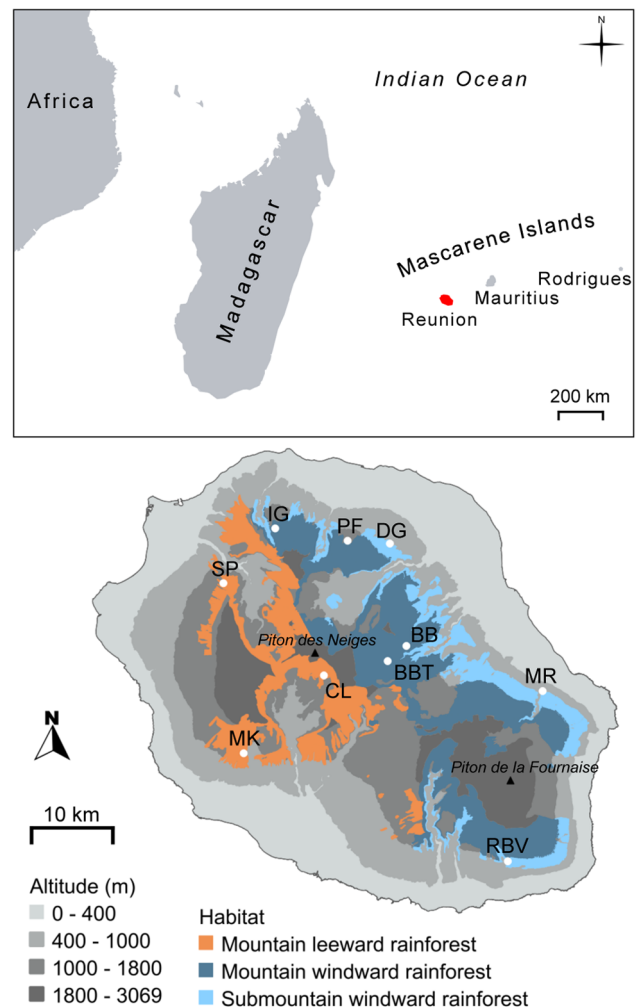 N
Indian Ocean
Africa
Madagascar
Mascarene Islands
Rodrigues
Mauritius
Reunion
200 km
IG
PF
DG
SP
Piton des Neiges
BB
BBT
CL
MR
N
MK
Piton de la Fournaise
10 km
RBV
Altitude (m)
0 - 400
400 - 1000
1000 - 1800
1800 - 3069
Habitat
Mountain leeward rainforest
Mountain windward rainforest
Submountain windward rainforest